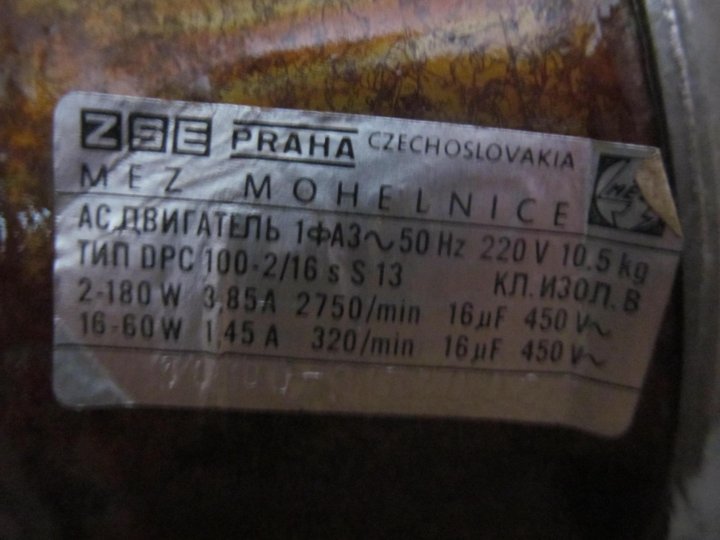 ZSE PRAHA CZECHOSLOVAKIA
MEZ MOHELNICE
АС.ДВИГАТЕЛЬ 1ФАЗ~50 Hz 220 V 10.5 kg
ТИП DPC 100-2/16 s S 13 КЛ.ИЗОЛ.В
2-180 W 3,85A 2750/min 16µF 450 V~
16-60W 1,45 A 320/min 16µF 450 V~